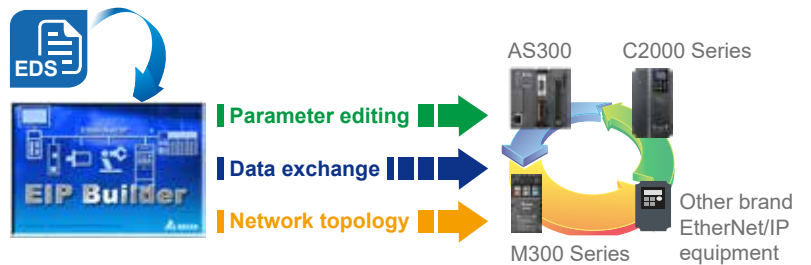 EDS
EIP Builder
Parameter editing
Data exchange
Network topology
AS300
C2000 Series
M300 Series
Other brand
EtherNet/IP
equipment